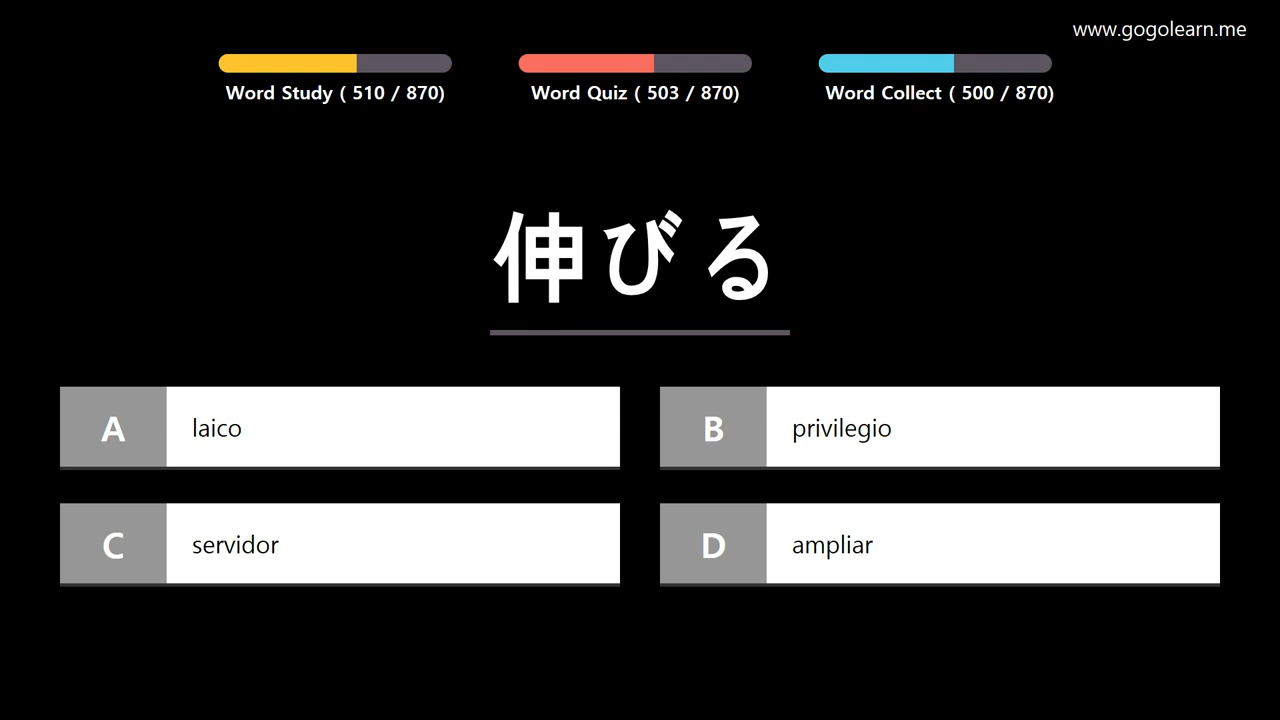 www.gogolearn.me
Word Study ( 510 / 870)
Word Quiz ( 503 / 870)
Word Collect ( 500 / 870)
伸びる
A laico
B privilegio
C servidor
D ampliar